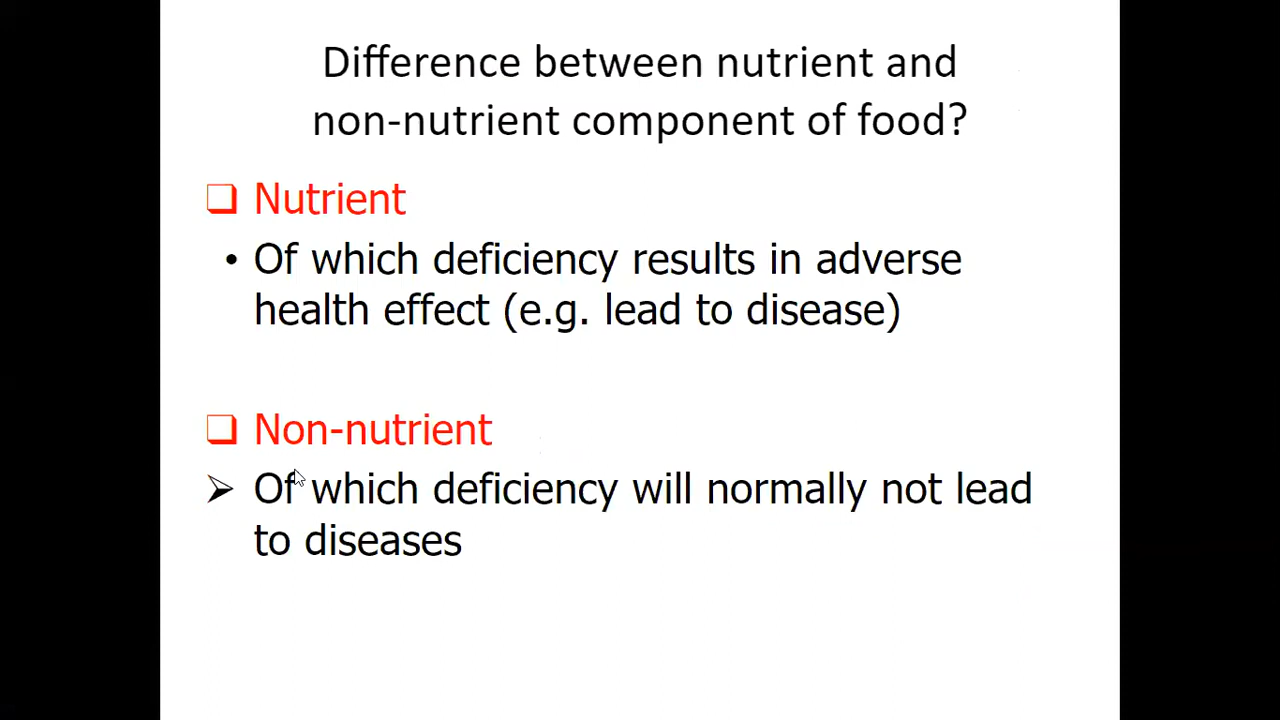 Difference between nutrient and
non-nutrient component of food?
❑ Nutrient
• Of which deficiency results in adverse
health effect (e.g. lead to disease)
❑ Non-nutrient
➢ Of which deficiency will normally not lead
to diseases